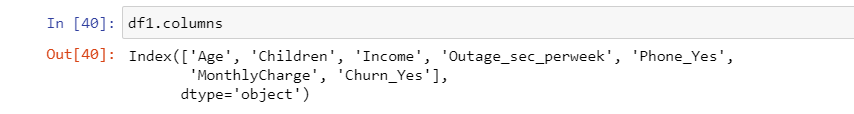 In [40]: df1.columns
Out[40]: Index(['Age', 'Children', 'Income', 'Outage_sec_perweek', 'Phone_Yes',
'MonthlyCharge', 'Churn_Yes'],
dtype='object')